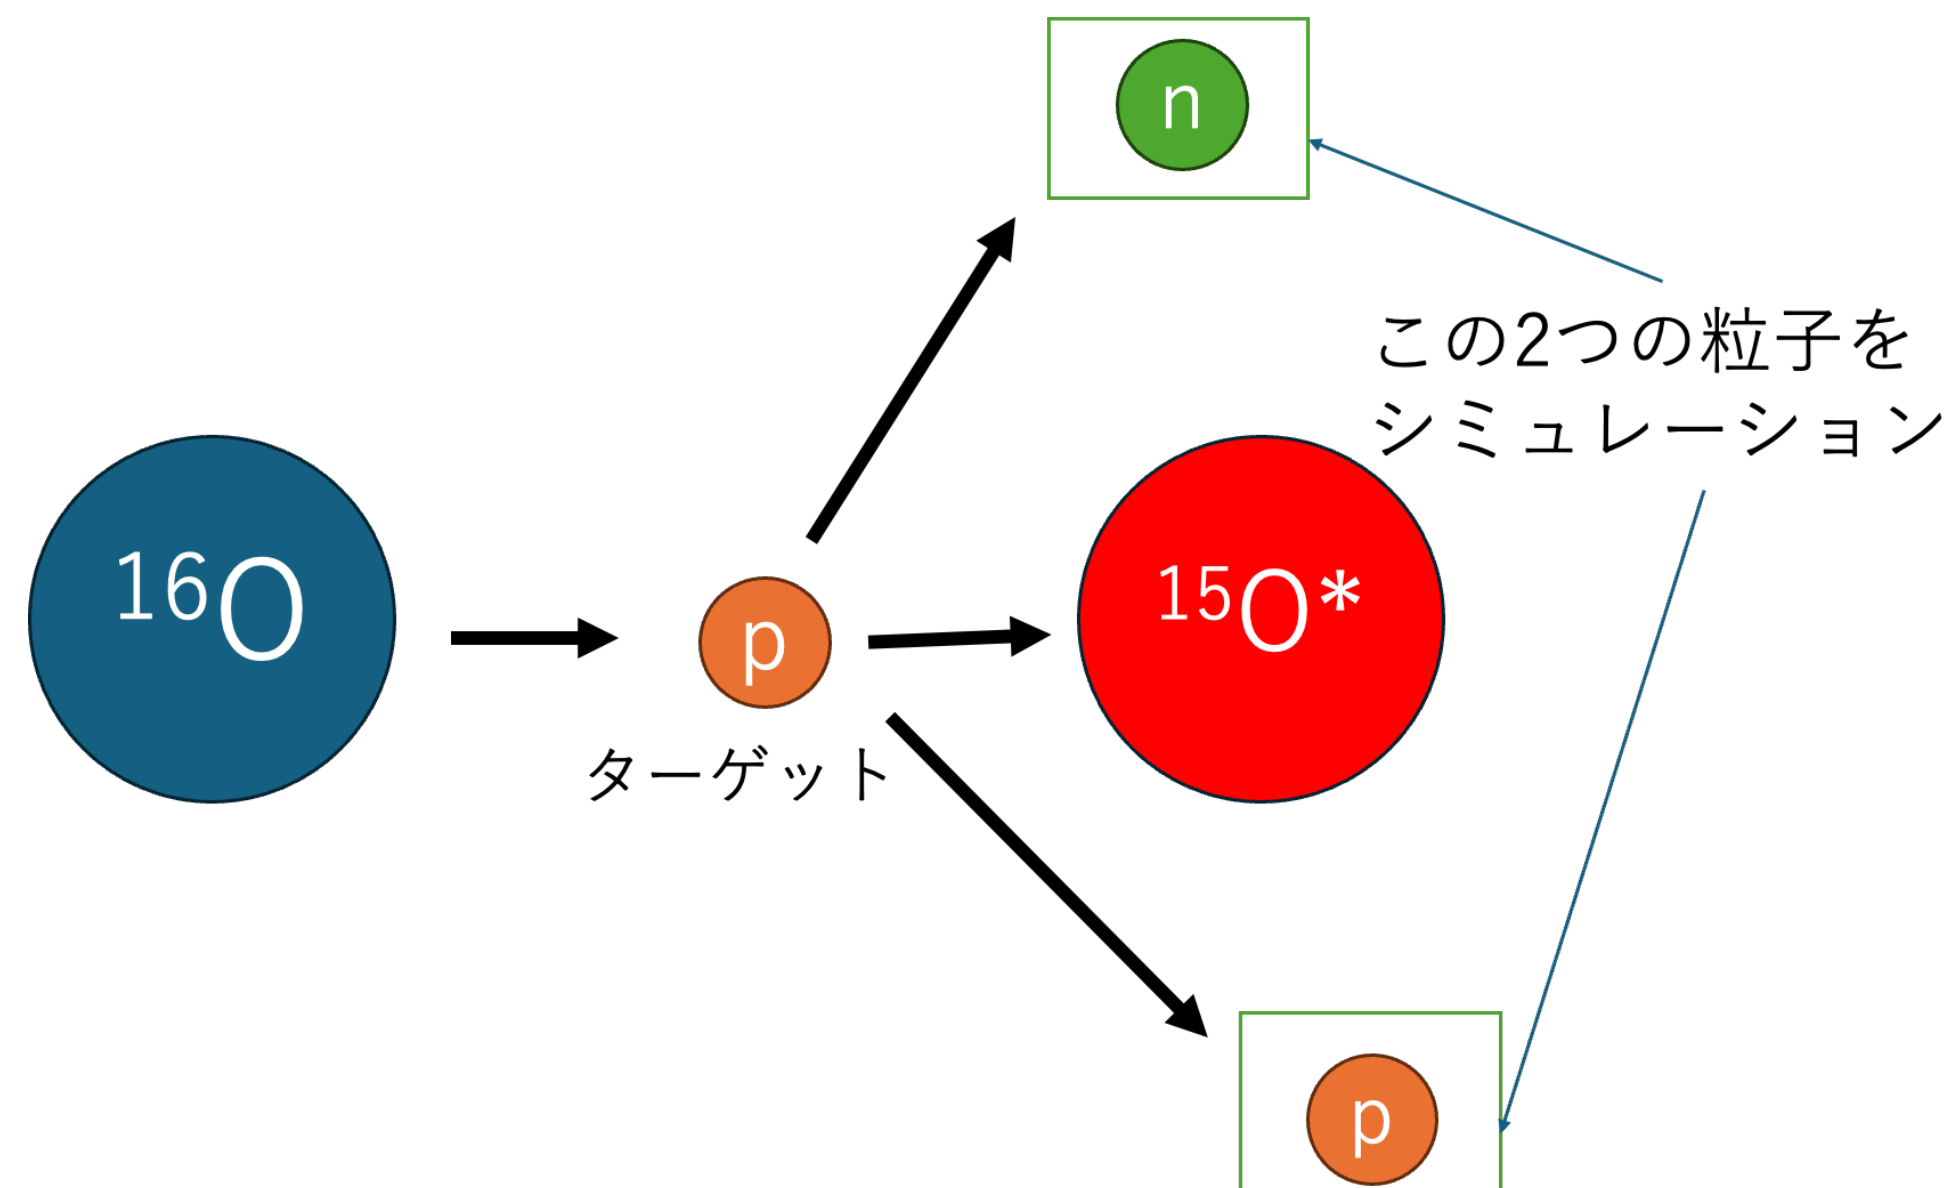 n
この2つの粒子を
シミュレーション
¹⁶O
p
¹⁵O*
ターゲット
p